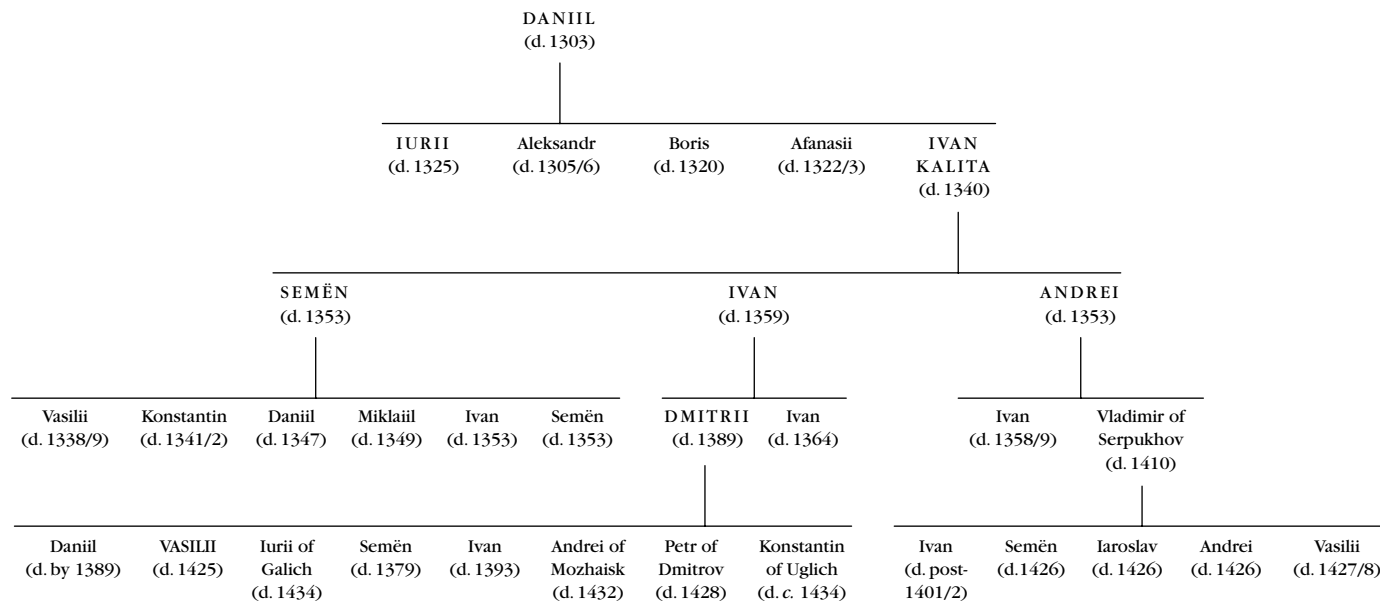 DANIIL
(d. 1303)
IURII
(d. 1325)
Aleksandr
(d. 1305/6)
Boris
(d. 1320)
Afanasii
(d. 1322/3)
IVAN
KALITA
(d. 1340)
SEMËN
(d. 1353)
IVAN
(d. 1359)
ANDREI
(d. 1353)
Vasilii
(d. 1338/9)
Konstantin
(d. 1341/2)
Daniil
(d. 1347)
Miklaiil
(d. 1349)
Ivan
(d. 1353)
Semën
(d. 1353)
DMITRII
(d. 1389)
Ivan
(d. 1364)
Ivan
(d. 1358/9)
Vladimir of
Serpukhov
(d. 1410)
Daniil
(d. by 1389)
VASILII
(d. 1425)
Iurii of
Galich
(d. 1434)
Semën
(d. 1379)
Ivan
(d. 1393)
Andrei of
Mozhaisk
(d. 1432)
Petr of
Dmitrov
(d. 1428)
Konstantin
of Uglich
(d. c. 1434)
Ivan
(d. post-
1401/2)
Semën
(d.1426)
Iaroslav
(d. 1426)
Andrei
(d. 1426)
Vasilii
(d. 1427/8)